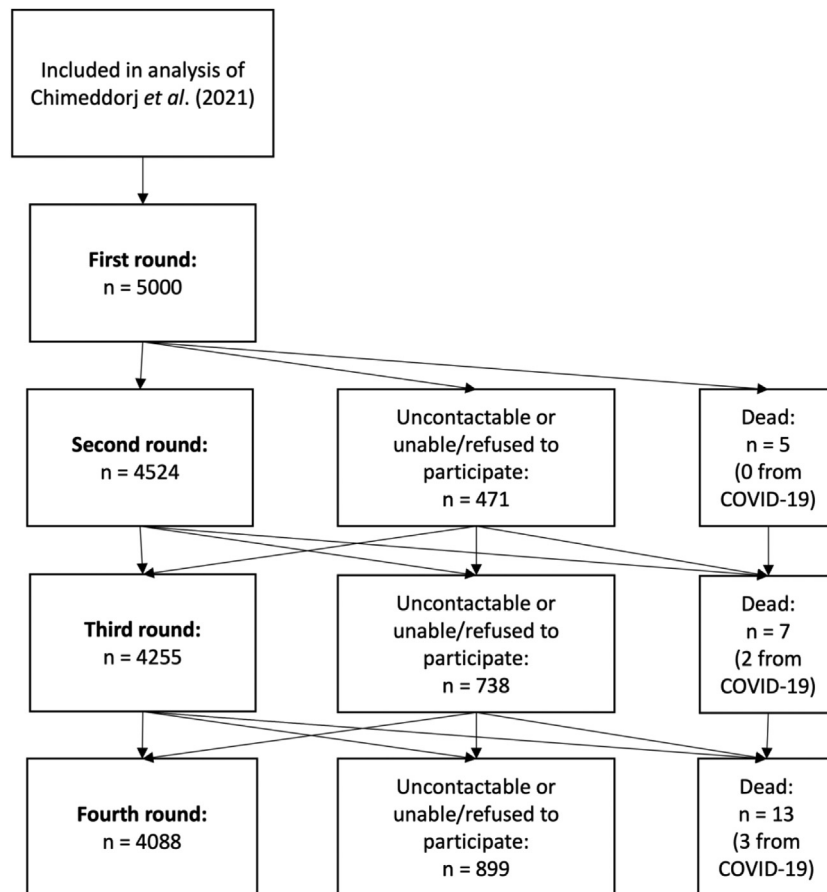 Included in analysis of
Chimeddorj et al. (2021)
First round:
n = 5000
Second round:
n = 4524
Uncontactable or
unable/refused to
participate:
n = 471
Dead:
n = 5
(0 from
COVID-19)
Third round:
n = 4255
Uncontactable or
unable/refused to
participate:
n = 738
Dead:
n = 7
(2 from
COVID-19)
Fourth round:
n = 4088
Uncontactable or
unable/refused to
participate:
n = 899
Dead:
n = 13
(3 from
COVID-19)